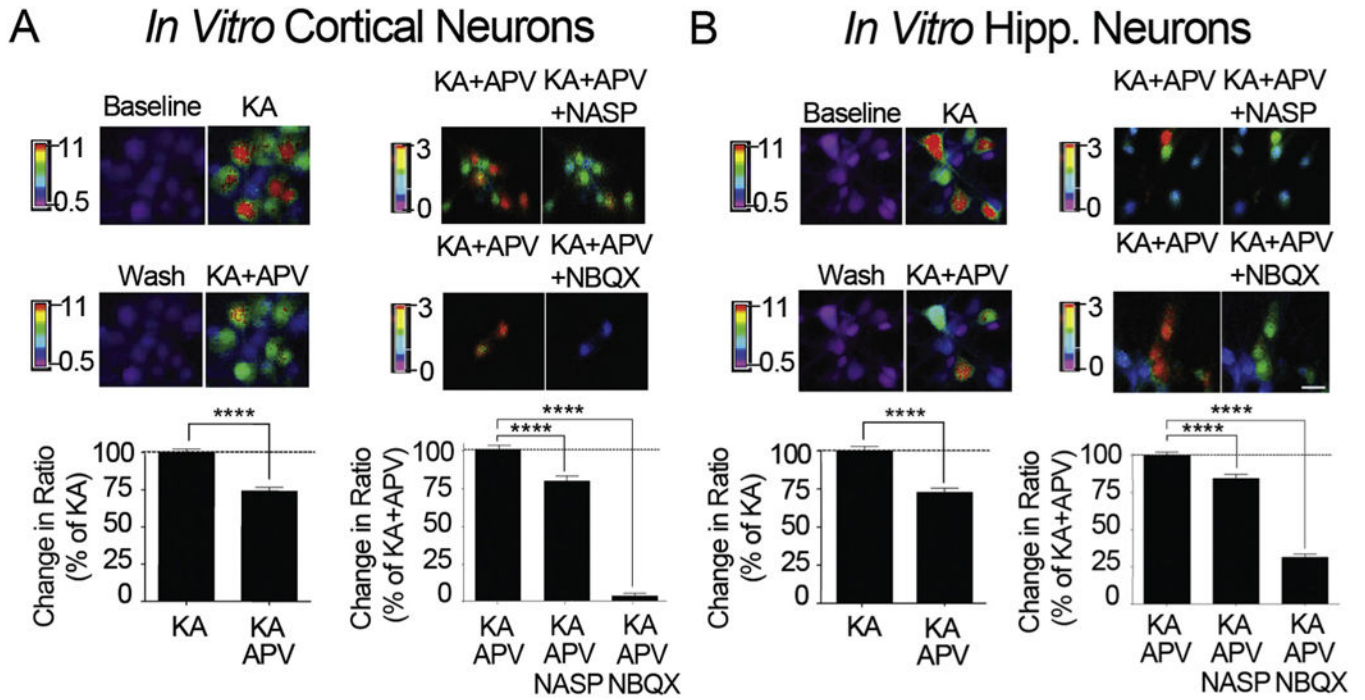 A
In Vitro Cortical Neurons
Baseline
KA
11
0.5
KA+APV
KA+APV
+NASP
3
0
Wash
KA+APV
11
0.5
KA+APV
KA+APV
+NBQX
3
0
****
Change in Ratio
(% of KA)
100
75
50
25
0
KA
KA
APV
****
****
Change in Ratio
(% of KA+APV)
100
75
50
25
0
KA
APV
KA
APV
NASP
KA
APV
NBQX
B
In Vitro Hipp. Neurons
Baseline
KA
11
0.5
KA+APV
KA+APV
+NASP
3
0
Wash
KA+APV
11
0.5
KA+APV
KA+APV
+NBQX
3
0
****
Change in Ratio
(% of KA)
100
75
50
25
0
KA
KA
APV
****
****
Change in Ratio
(% of KA+APV)
100
75
50
25
0
KA
APV
KA
APV
NASP
KA
APV
NBQX